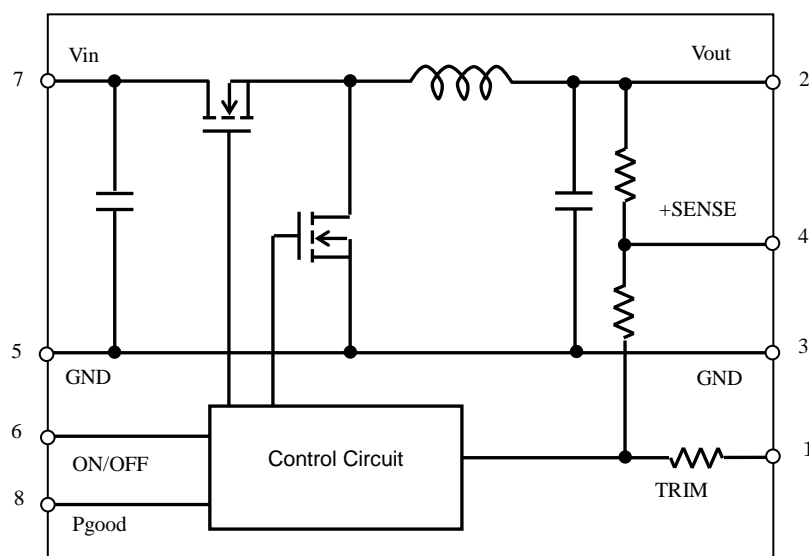 Vin
Vout
7
2
+SENSE
4
5
3
GND
GND
6
ON/OFF
Control Circuit
1
TRIM
8
Pgood